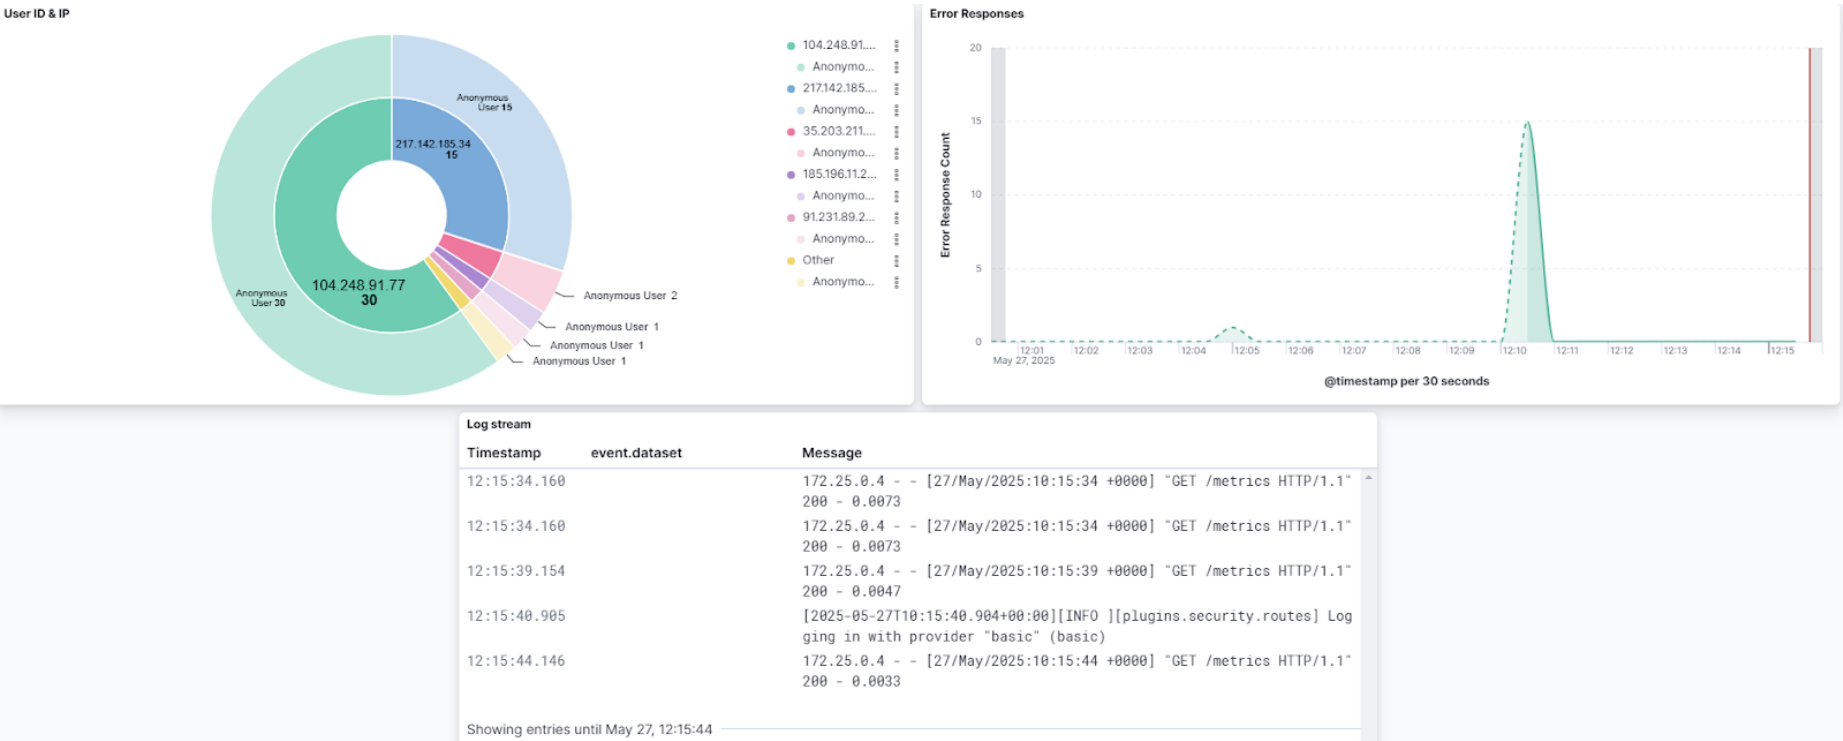 User ID & IP
Anonymous
User 15
217.142.185.34
15
104.248.91.77
30
Anonymous
User 30
Anonymous User 2
Anonymous User 1
Anonymous User 1
Anonymous User 1
104.248.91....
Anonymo...
217.142.185....
Anonymo...
35.203.211....
Anonymo...
185.196.11.2...
Anonymo...
91.231.89.2...
Anonymo...
Other
Anonymo...
Error Responses
Error Response Count
20
15
10
5
0
12:01 12:02 12:03 12:04 12:05 12:06 12:07 12:08 12:09 12:10 12:11 12:12 12:13 12:14 12:15
May 27, 2025
@timestamp per 30 seconds
Log stream
Timestamp event.dataset Message
12:15:34.160 172.25.0.4 - - [27/May/2025:10:15:34 +0000] "GET /metrics HTTP/1.1"
200 - 0.0073
12:15:34.160 172.25.0.4 - - [27/May/2025:10:15:34 +0000] "GET /metrics HTTP/1.1"
200 - 0.0073
12:15:39.154 172.25.0.4 - - [27/May/2025:10:15:39 +0000] "GET /metrics HTTP/1.1"
200 - 0.0047
12:15:40.905 [2025-05-27T10:15:40.904+00:00][INFO ][plugins.security.routes] Log
ging in with provider "basic" (basic)
12:15:44.146 172.25.0.4 - - [27/May/2025:10:15:44 +0000] "GET /metrics HTTP/1.1"
200 - 0.0033
Showing entries until May 27, 12:15:44